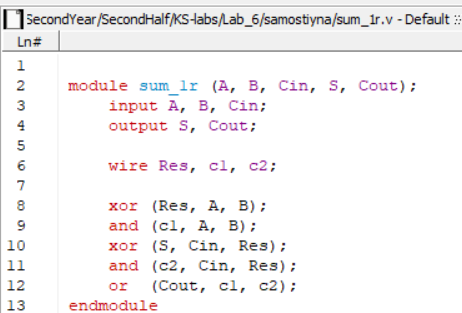 SecondYear/SecondHalf/KS-labs/Lab_6/samostiyna/sum_1r.v - Default
Ln#
1
2 module sum_1r (A, B, Cin, S, Cout);
3 input A, B, Cin;
4 output S, Cout;
5
6 wire Res, c1, c2;
7
8 xor (Res, A, B);
9 and (c1, A, B);
10 xor (S, Cin, Res);
11 and (c2, Cin, Res);
12 or (Cout, c1, c2);
13 endmodule